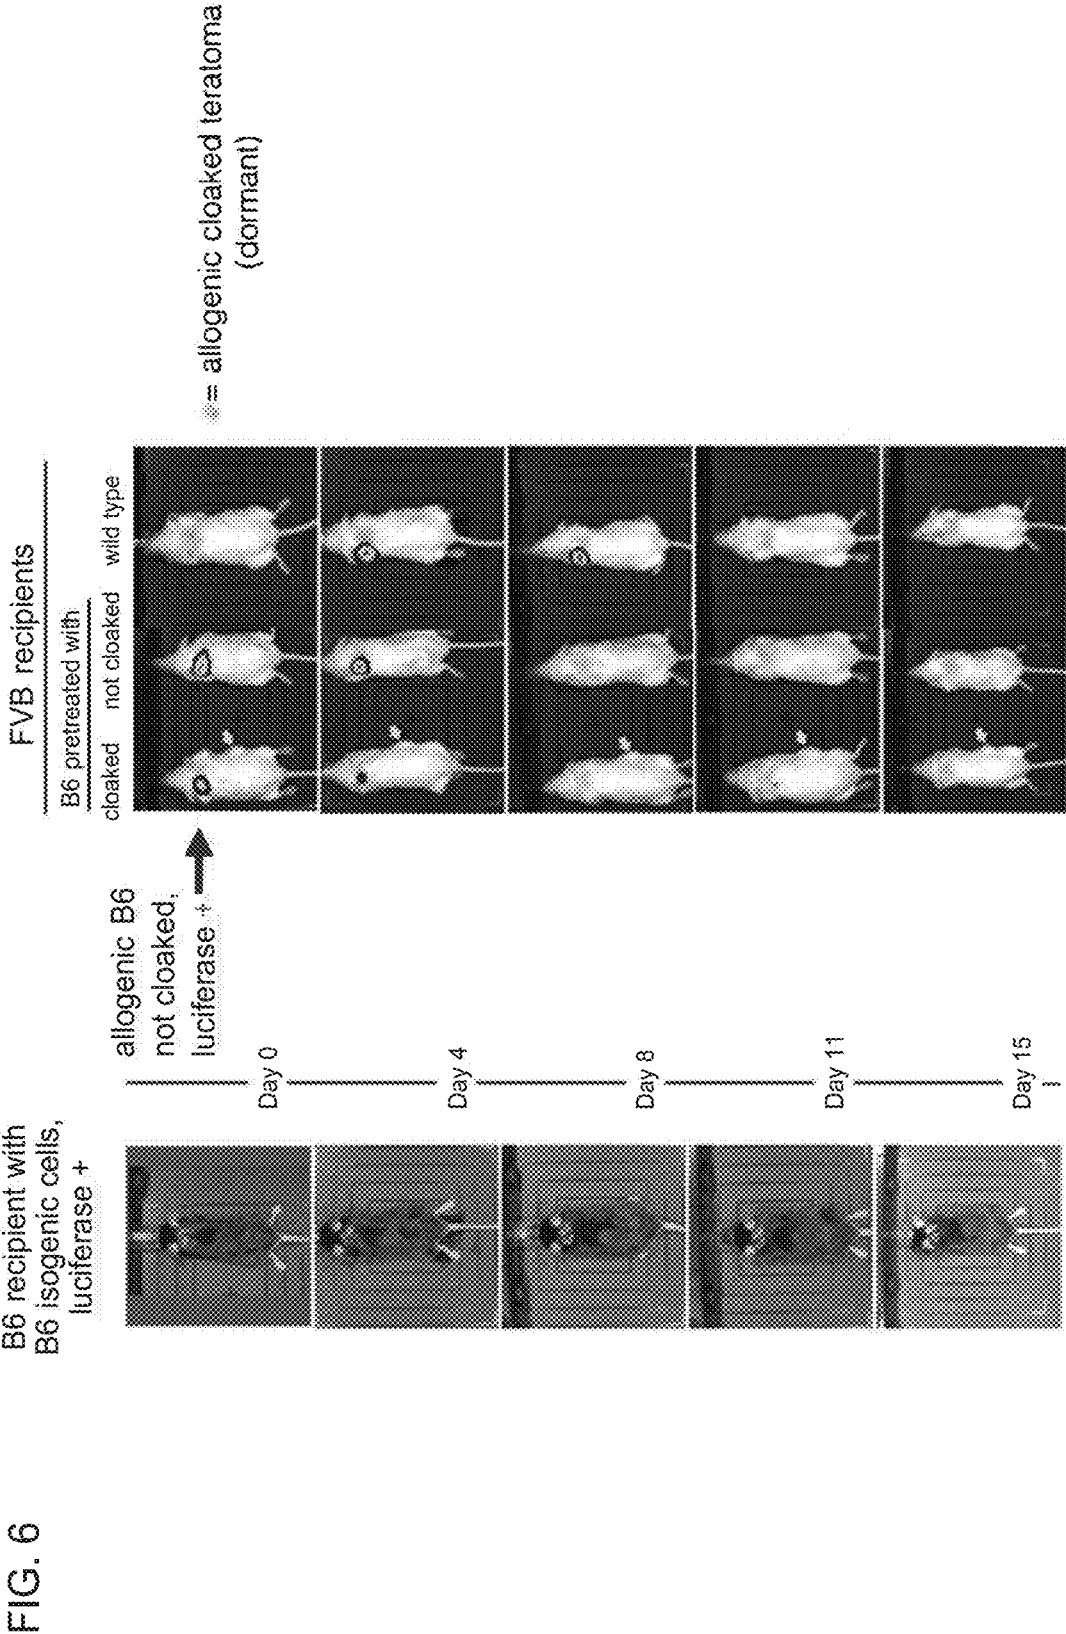 FIG. 6
B6 recipient with
B6 isogenic cells,
luciferase +
Day 0
Day 4
Day 8
Day 11
Day 15
allogenic B6
not cloaked,
luciferase +
FVB recipients
B6 pretreated with
cloaked
not cloaked
wild type
*= allogenic cloaked teratoma
(dormant)